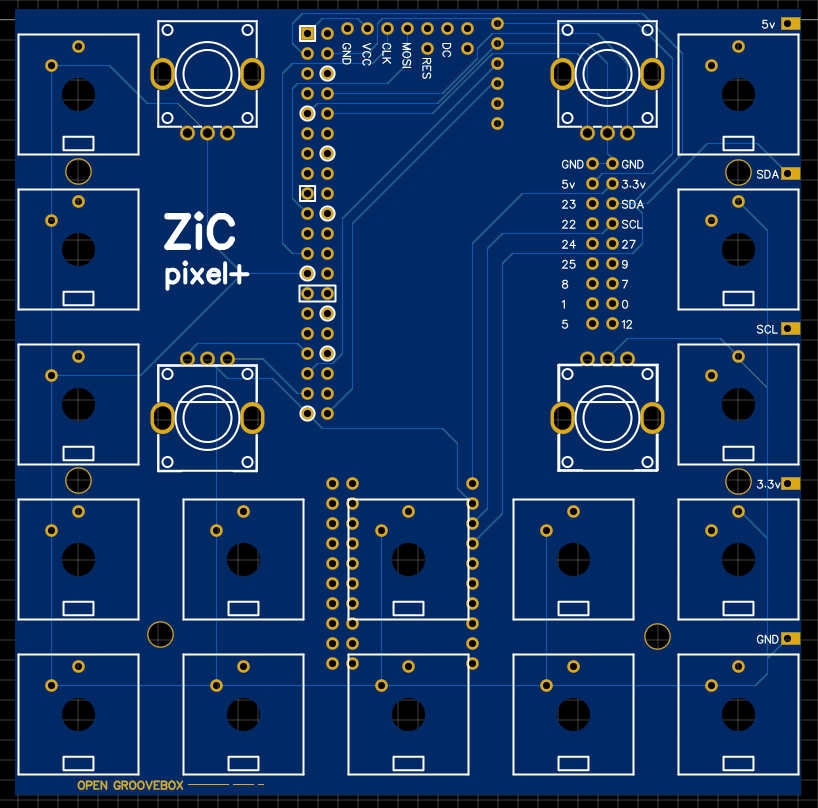 5v
GND
VCC
CLK
MOSI
RES
DC
GND GND
5v 3.3v
23 SDA
22 SCL
24 27
25 9
8 7
1 0
5 12
SDA
ZiC
pixel+
SCL
3.3v
GND
OPEN GROOVEBOX